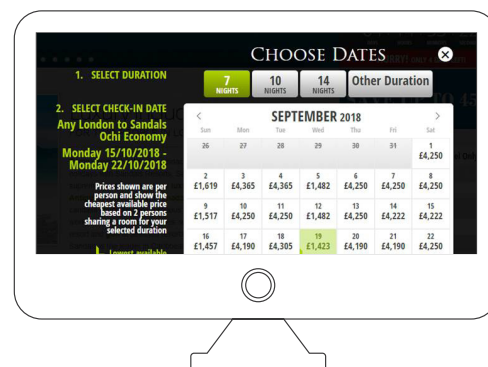 CHOOSE DATES
1. SELECT DURATION
7 NIGHTS 10 NIGHTS 14 NIGHTS Other Duration
2. SELECT CHECK-IN DATE
Any London to Sandals
Ochi Economy
Monday 15/10/2018 -
Monday 22/10/2018
Prices shown are per
person and show the
cheapest available price
based on 2 persons
sharing a room for your
selected duration
Lowest available
< SEPTEMBER 2018 >
Sun Mon Tue Wed Thu Fri Sat
26 27 28 29 30 31 1
£4,250
2 3 4 5 6 7 8
£1,619 £4,365 £4,365 £1,482 £4,250 £4,250 £4,250
9 10 11 12 13 14 15
£1,517 £4,250 £4,250 £1,482 £4,250 £4,222 £4,222
16 17 18 19 20 21 22
£1,457 £4,190 £4,305 £1,423 £4,190 £4,190 £4,250